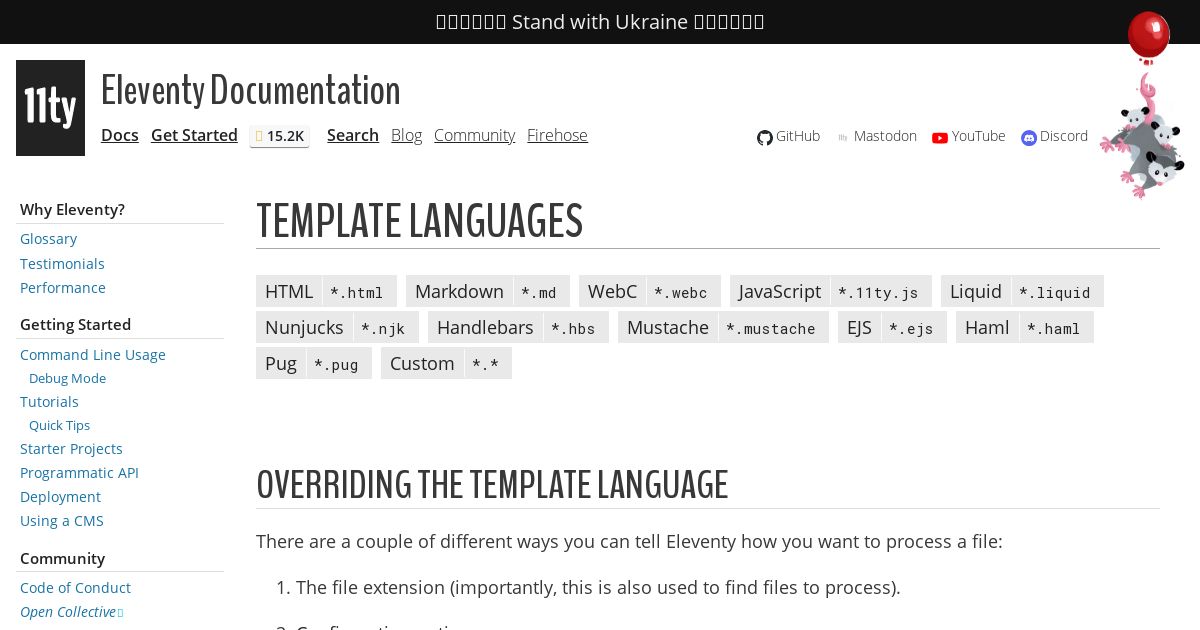 Stand with Ukraine
11ty
Eleventy Documentation
Docs Get Started 15.2K Search Blog Community Firehose
GitHub Mastodon YouTube Discord
Why Eleventy?
Glossary
Testimonials
Performance
Getting Started
Command Line Usage
Debug Mode
Tutorials
Quick Tips
Starter Projects
Programmatic API
Deployment
Using a CMS
Community
Code of Conduct
Open Collective
TEMPLATE LANGUAGES
HTML *.html Markdown *.md WebC *.webc JavaScript *.11ty.js Liquid *.liquid
Nunjucks *.njk Handlebars *.hbs Mustache *.mustache EJS *.ejs Haml *.haml
Pug *.pug Custom *.*
OVERRIDING THE TEMPLATE LANGUAGE
There are a couple of different ways you can tell Eleventy how you want to process a file:
1. The file extension (importantly, this is also used to find files to process).